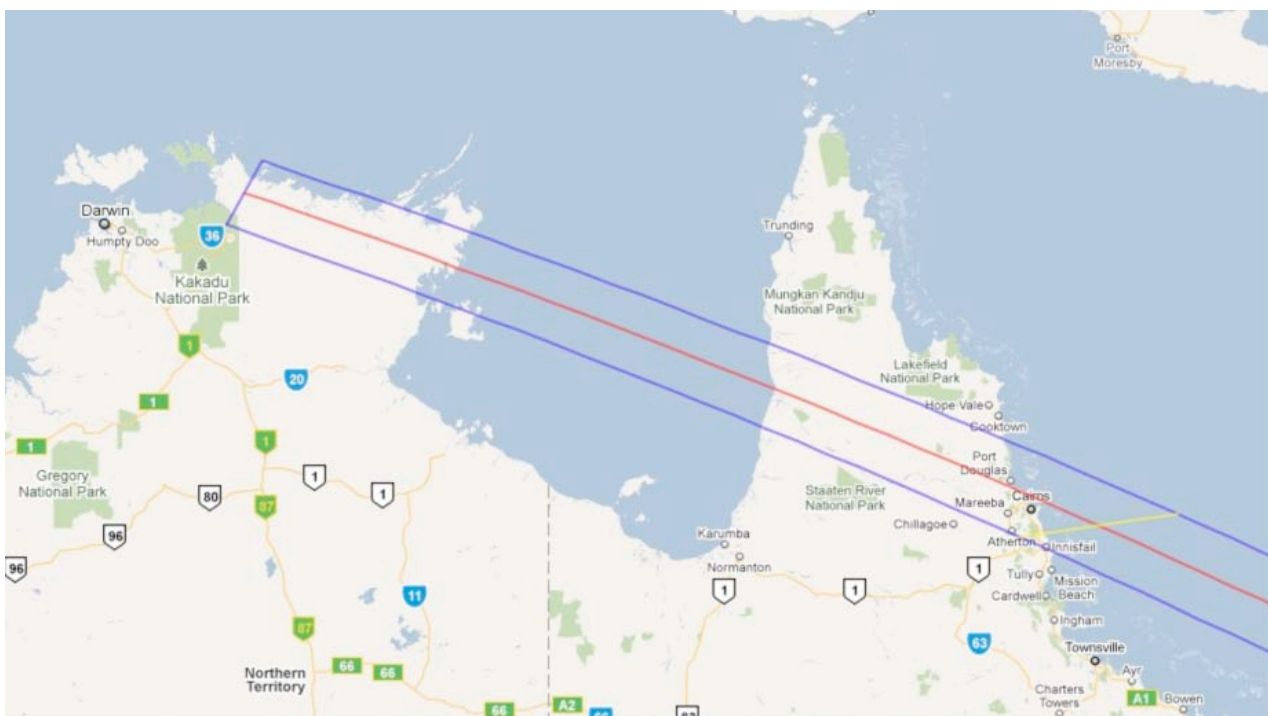 Port
Moresby
Darwin
Humpty Doo
36
Kakadu
National Park
Trunding
Mungkan Kandju
National Park
1
20
Lakefield
National Park
Hope Vale
Cooktown
1
1
1
Gregory
National Park
80
1
1
87
96
96
Port
Douglas
Staaten River
National Park
Mareeba
Cairns
Chillagoe
Atherton
Innisfail
Karumba
Normanton
1
1
1
Tully
Mission
Beach
Cardwell
11
Ingham
87
63
Townsville
Northern
Territory
66
66
66
A2
66
83
Ayr
Charters
Towers
A1
Bowen